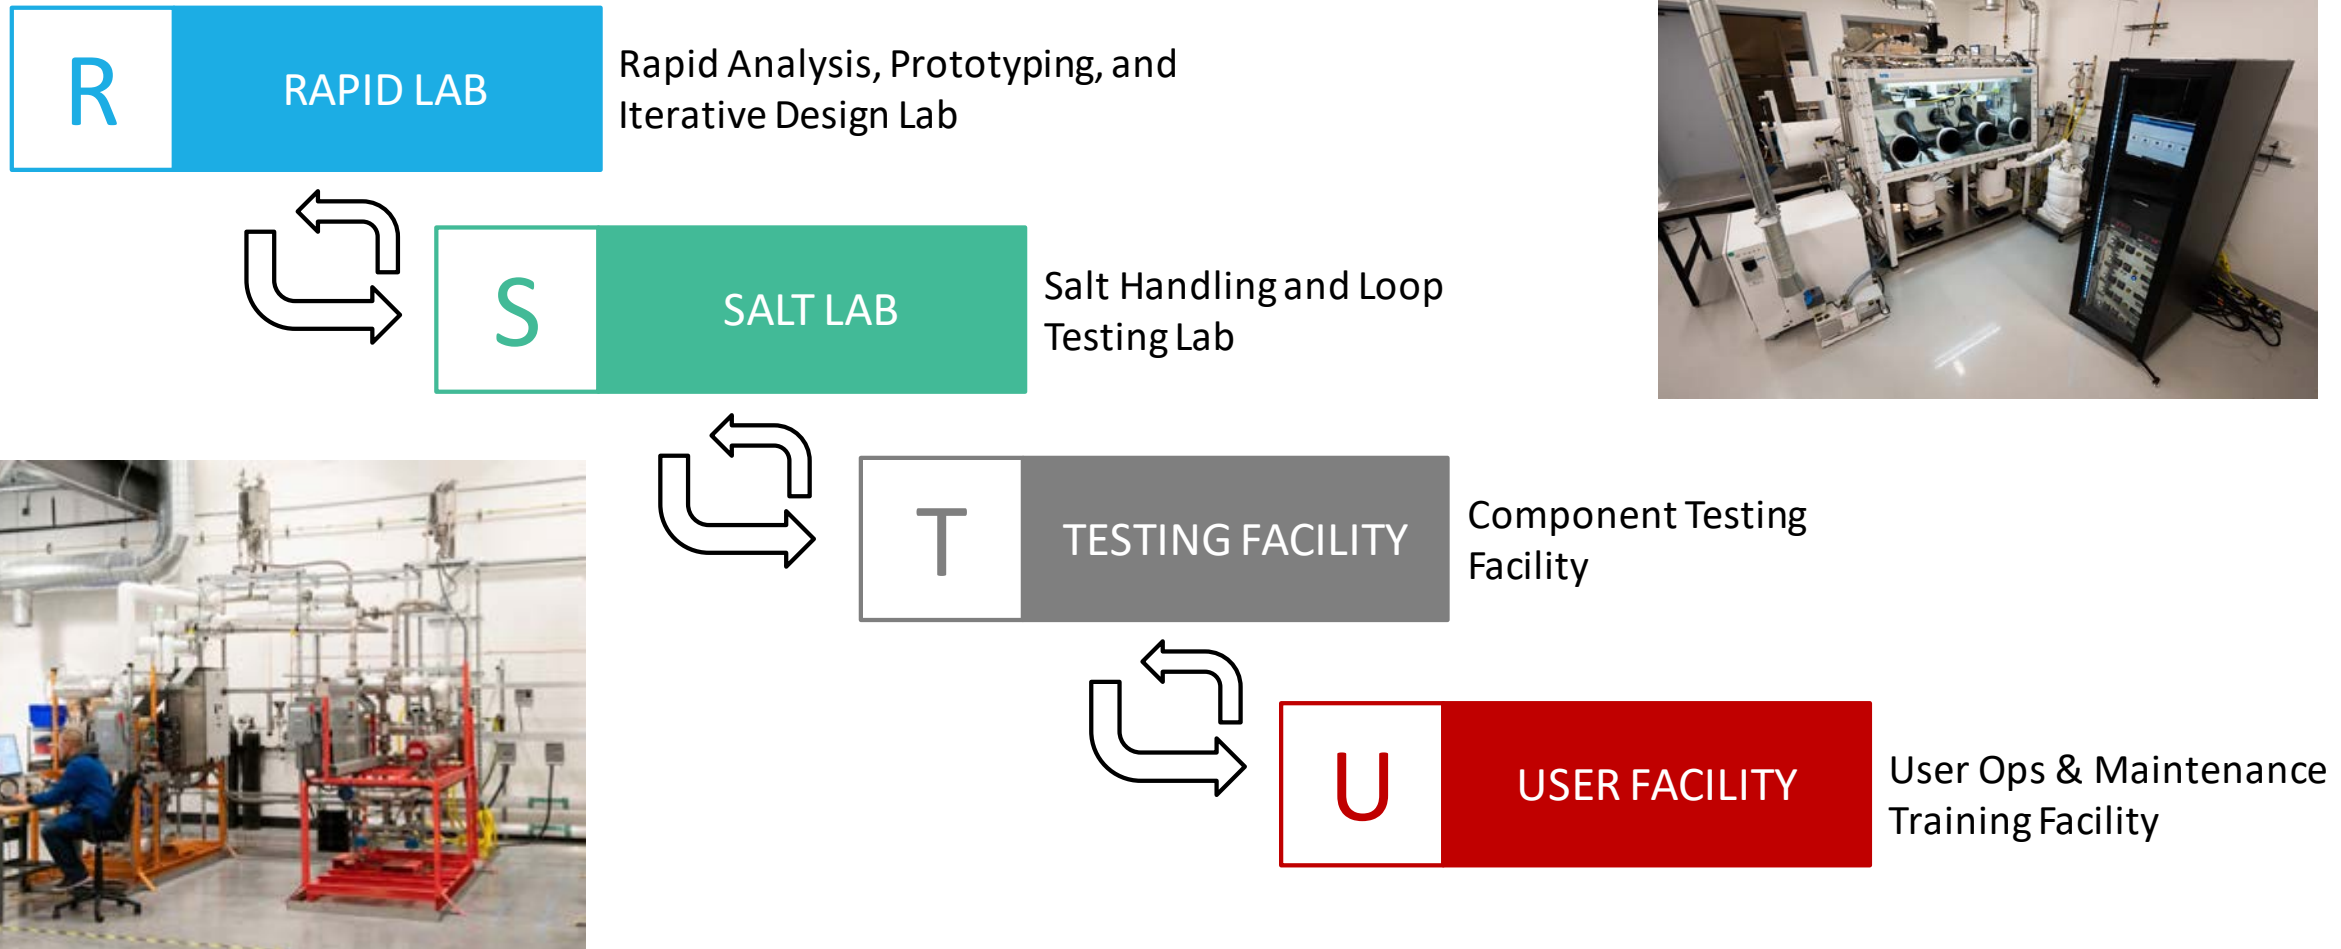 R
RAPID LAB
Rapid Analysis, Prototyping, and
Iterative Design Lab
S
SALT LAB
Salt Handling and Loop
Testing Lab
T
TESTING FACILITY
Component Testing
Facility
U
USER FACILITY
User Ops & Maintenance
Training Facility